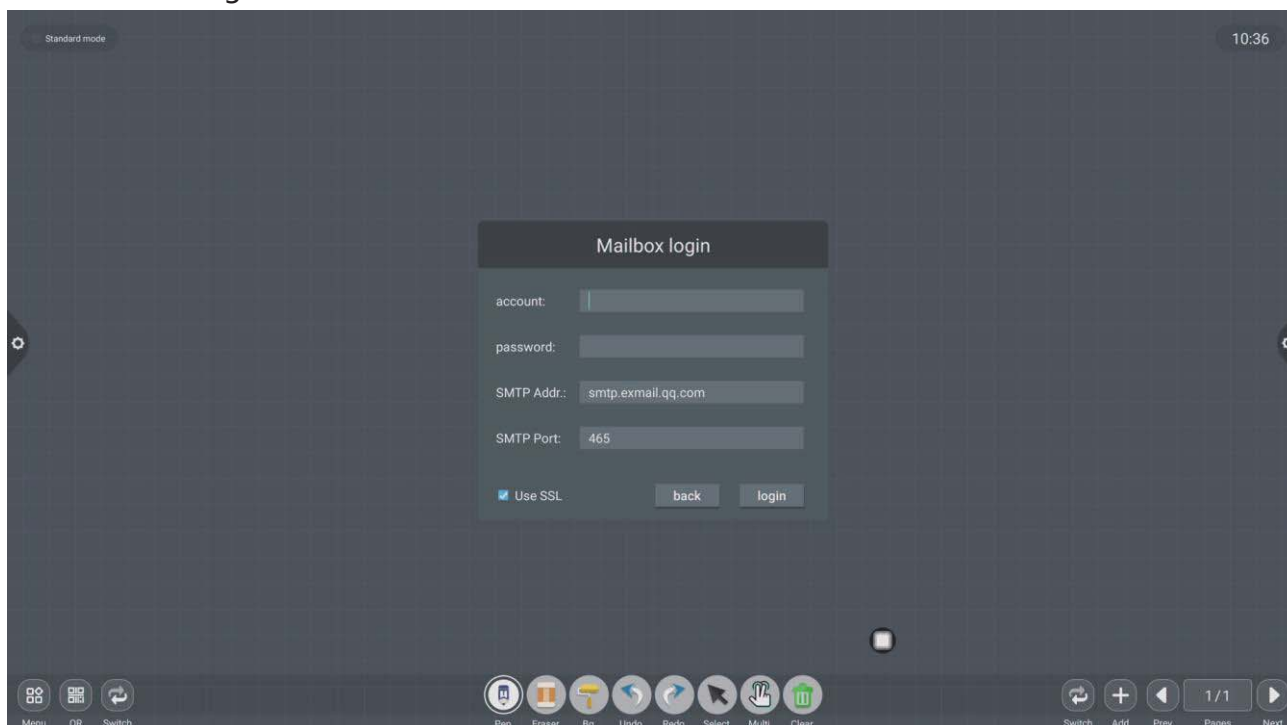 Standard mode
10:36
Mailbox login
account:
password:
SMTP Addr.: smtp.exmail.qq.com
SMTP Port: 465
Use SSL back login
1/1
Menu QR Switch Pen Eraser Bg Undo Redo Select Multi Clear Switch Add Prev Pages Next